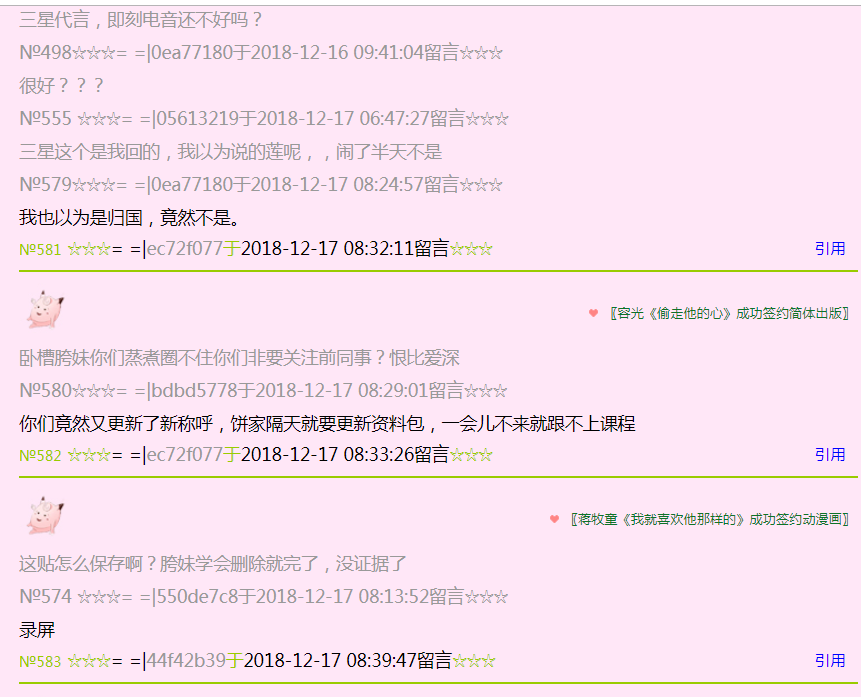 三星代言，即刻电音还不好吗？
№498☆☆☆= =|0ea77180于2018-12-16 09:41:04留言☆☆☆
很好？？？
№555 ☆☆☆= =|05613219于2018-12-17 06:47:27留言☆☆☆
三星这个是我回的，我以为说的莲呢，，闹了半天不是
№579☆☆☆= =|0ea77180于2018-12-17 08:24:57留言☆☆☆
我也以为是归国，竟然不是。
№581 ☆☆☆= =|ec72f077于2018-12-17 08:32:11留言☆☆☆ 引用
♥ 〖容光《偷走他的心》成功签约简体出版〗
卧槽胯妹你们蒸煮圈不住你们非要关注前同事？恨比爱深
№580☆☆☆= =|bdbd5778于2018-12-17 08:29:01留言☆☆☆
你们竟然又更新了新称呼，饼家隔天就要更新资料包，一会儿不来就跟不上课程
№582 ☆☆☆= =|ec72f077于2018-12-17 08:33:26留言☆☆☆ 引用
♥ 〖蒋牧童《我就喜欢他那样的》成功签约动漫画〗
这贴怎么保存啊？胯妹学会删除就完了，没证据了
№574 ☆☆☆= =|550de7c8于2018-12-17 08:13:52留言☆☆☆
录屏
№583 ☆☆☆= =|44f42b39于2018-12-17 08:39:47留言☆☆☆ 引用